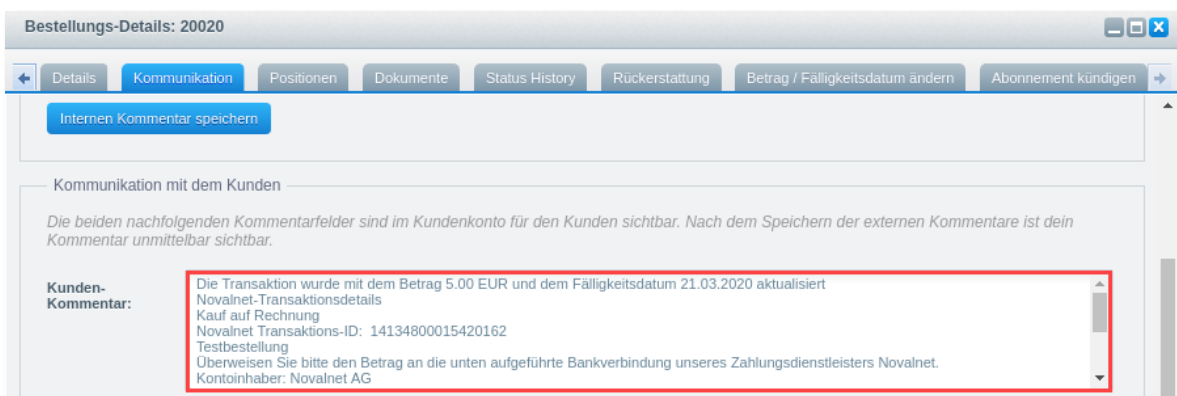 Bestellungs-Details: 20020
Details
Kommunikation
Positionen
Dokumente
Status History
Rückerstattung
Betrag / Fälligkeitsdatum ändern
Abonnement kündigen
Internen Kommentar speichern
Kommunikation mit dem Kunden
Die beiden nachfolgenden Kommentarfelder sind im Kundenkonto für den Kunden sichtbar. Nach dem Speichern der externen Kommentare ist dein
Kommentar unmittelbar sichtbar.
Kunden-
Kommentar:
Die Transaktion wurde mit dem Betrag 5.00 EUR und dem Fälligkeitsdatum 21.03.2020 aktualisiert
Novalnet-Transaktionsdetails
Kauf auf Rechnung
Novalnet Transaktions-ID: 14134800015420162
Testbestellung
Überweisen Sie bitte den Betrag an die unten aufgeführte Bankverbindung unseres Zahlungsdienstleisters Novalnet.
Kontoinhaber: Novalnet AG